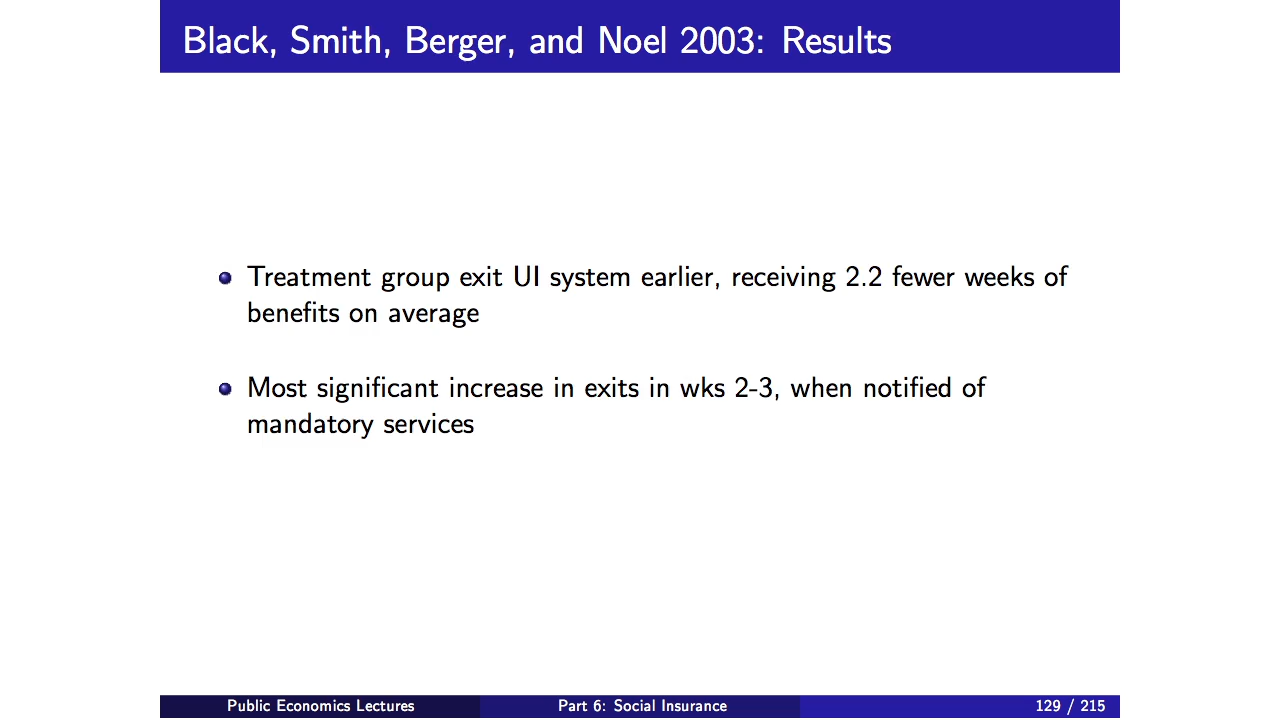 Black, Smith, Berger, and Noel 2003: Results
Treatment group exit UI system earlier, receiving 2.2 fewer weeks of
benefits on average
Most significant increase in exits in wks 2-3, when notified of
mandatory services
Public Economics Lectures
Part 6: Social Insurance
129 / 215